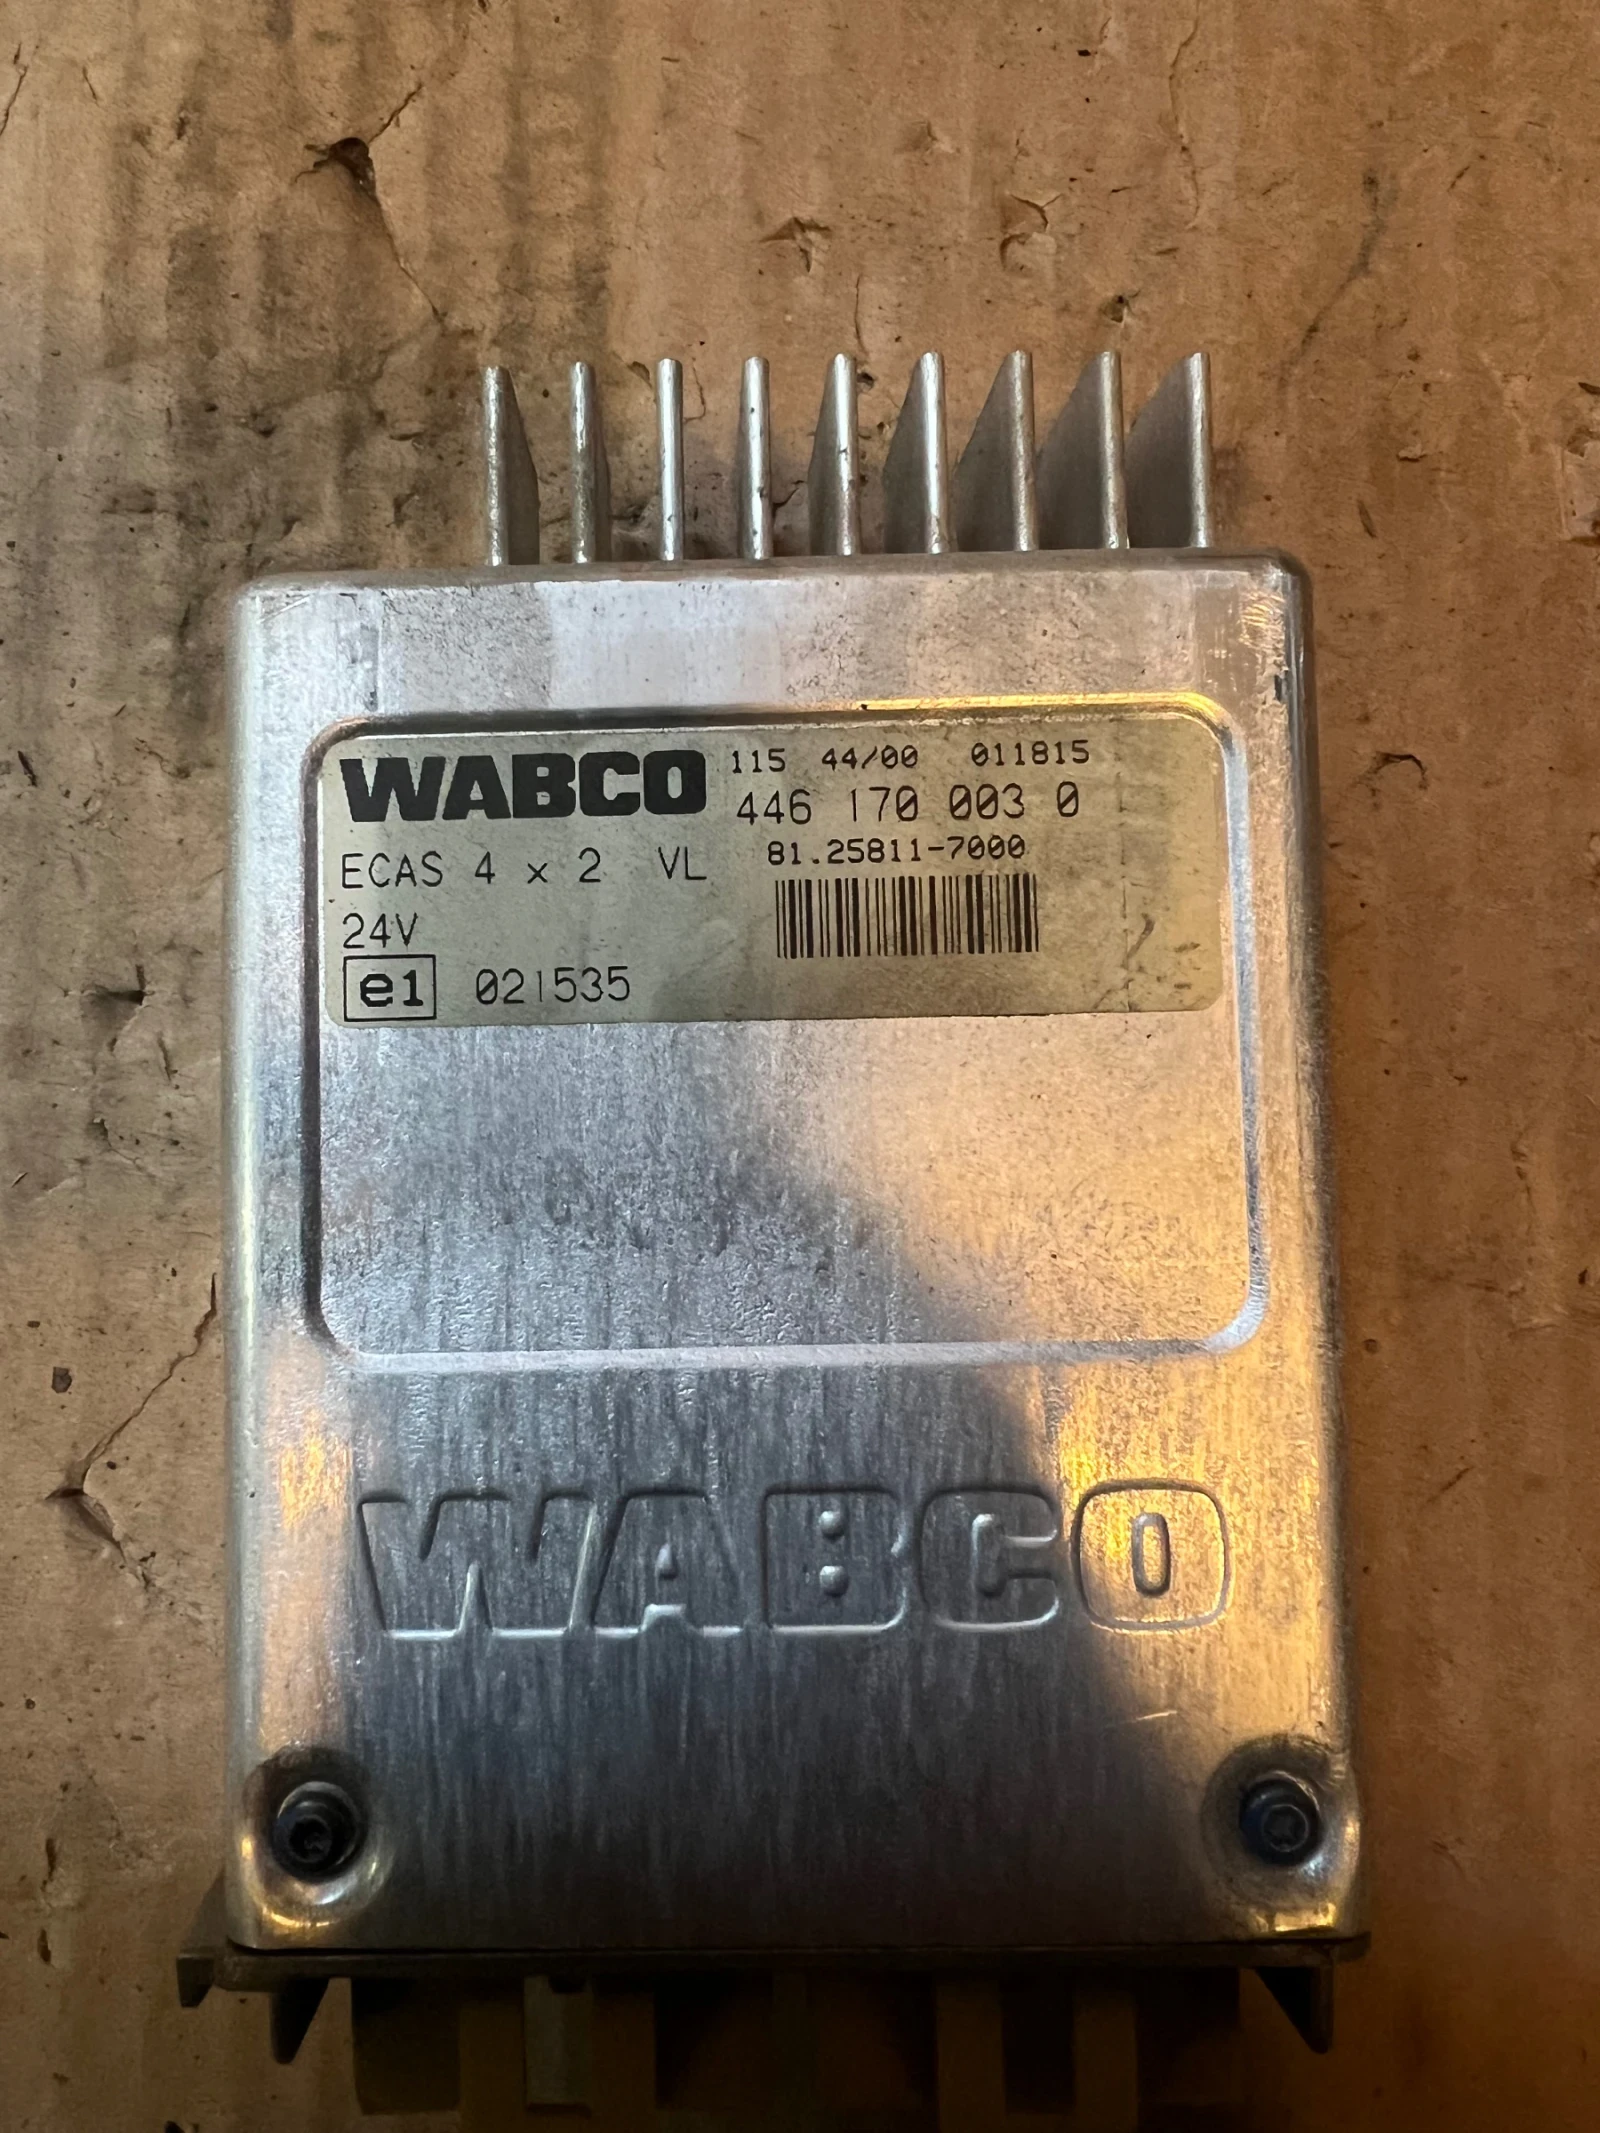 WABCO 115 44/00 011815
446 170 003 0
81.25811-7000
ECAS 4 x 2 VL
24V
e1 021535
WABCO